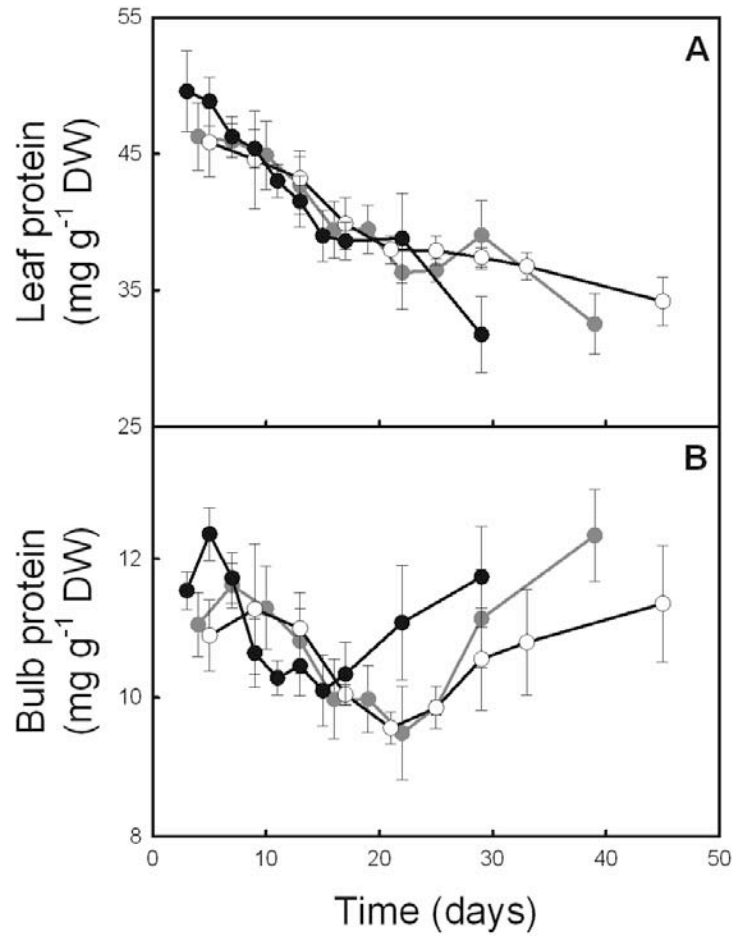 55
45
35
25
Leaf protein
(mg g⁻¹ DW)
A
12
10
8
Bulb protein
(mg g⁻¹ DW)
B
0 10 20 30 40 50
Time (days)